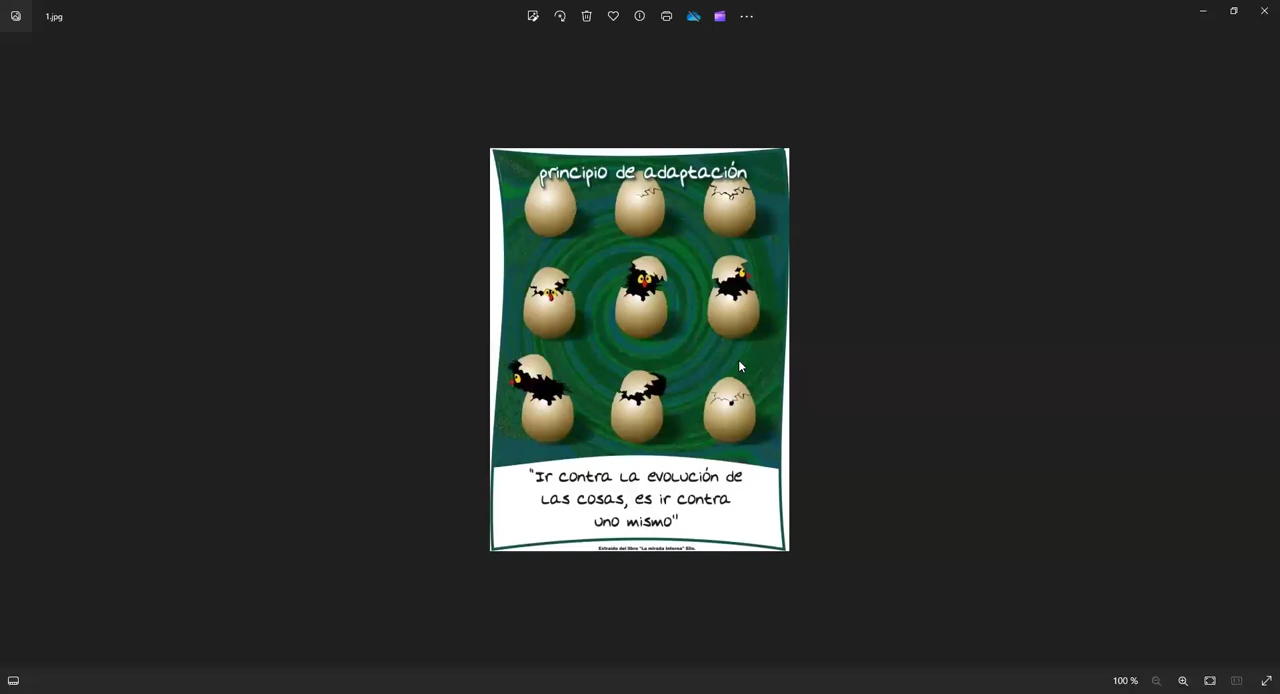 1.jpg
principio de adaptación
"Ir contra la evolución de
las cosas, es ir contra
uno mismo"
Extraído del libro "La mirada interna" Silo.
100 %